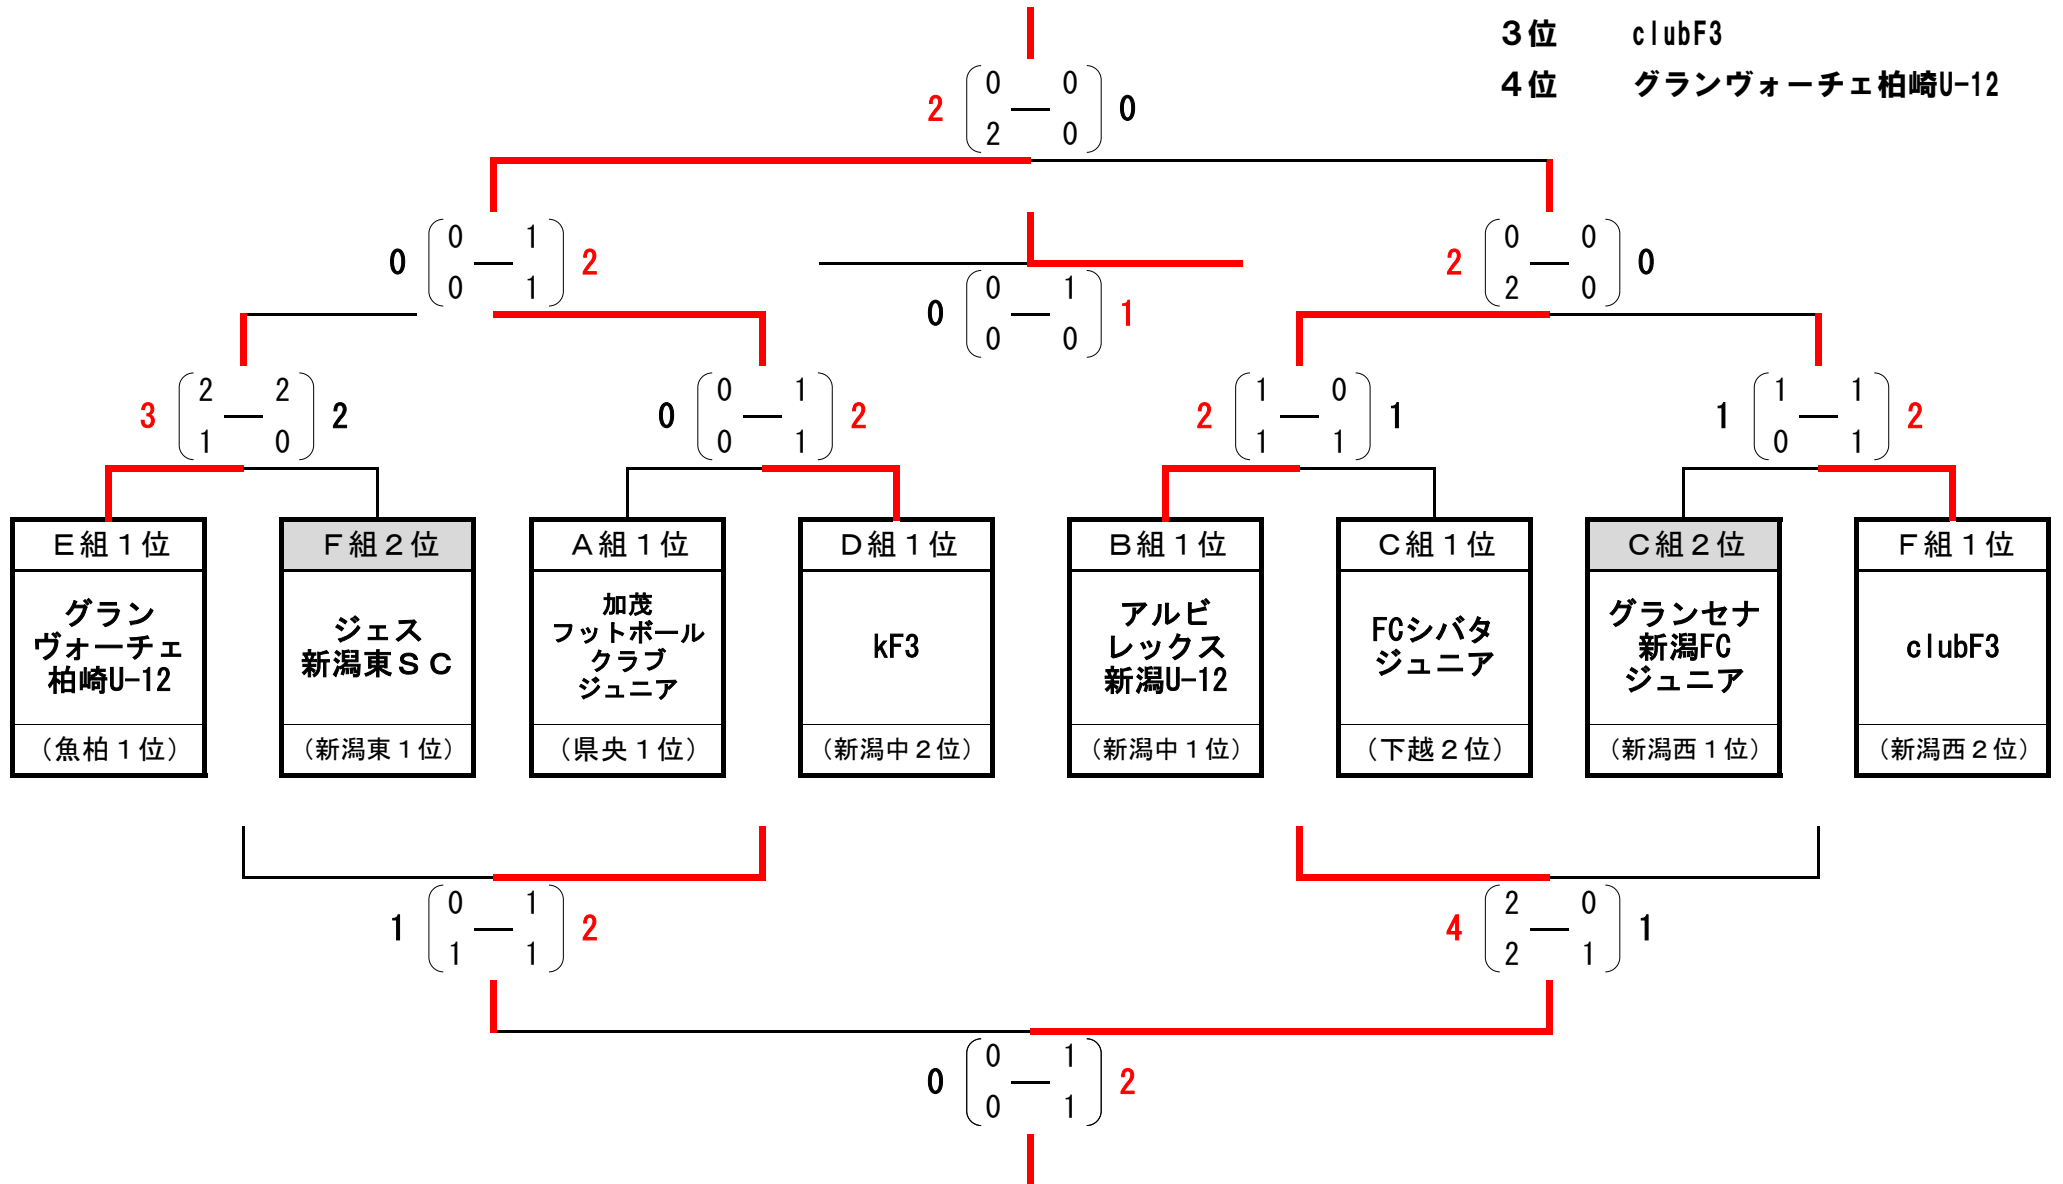 ３位 clubF3
４位 グランヴォーチェ柏崎U-12
0 0
2 0
2 0
0 1
0 2
0 1
0 0
2 0
2 0
0 1
0 1
0 0
2 2
3 2
1 0
0 1
0 2
0 1
1 0
2 1
1 1
1 1
1 2
0 1
Ｅ組１位
グラン
ヴォーチェ
柏崎U-12
（魚柏１位）
Ｆ組２位
ジェス
新潟東ＳＣ
（新潟東１位）
Ａ組１位
加茂
フットボール
クラブ
ジュニア
（県央１位）
Ｄ組１位
kF3
（新潟中２位）
Ｂ組１位
アルビ
レックス
新潟U-12
（新潟中１位）
Ｃ組１位
FCシバタ
ジュニア
（下越２位）
Ｃ組２位
グランセナ
新潟FC
ジュニア
（新潟西１位）
Ｆ組１位
clubF3
（新潟西２位）
0 1
1 2
1 1
2 0
4 1
2 1
0 1
0 2
0 1